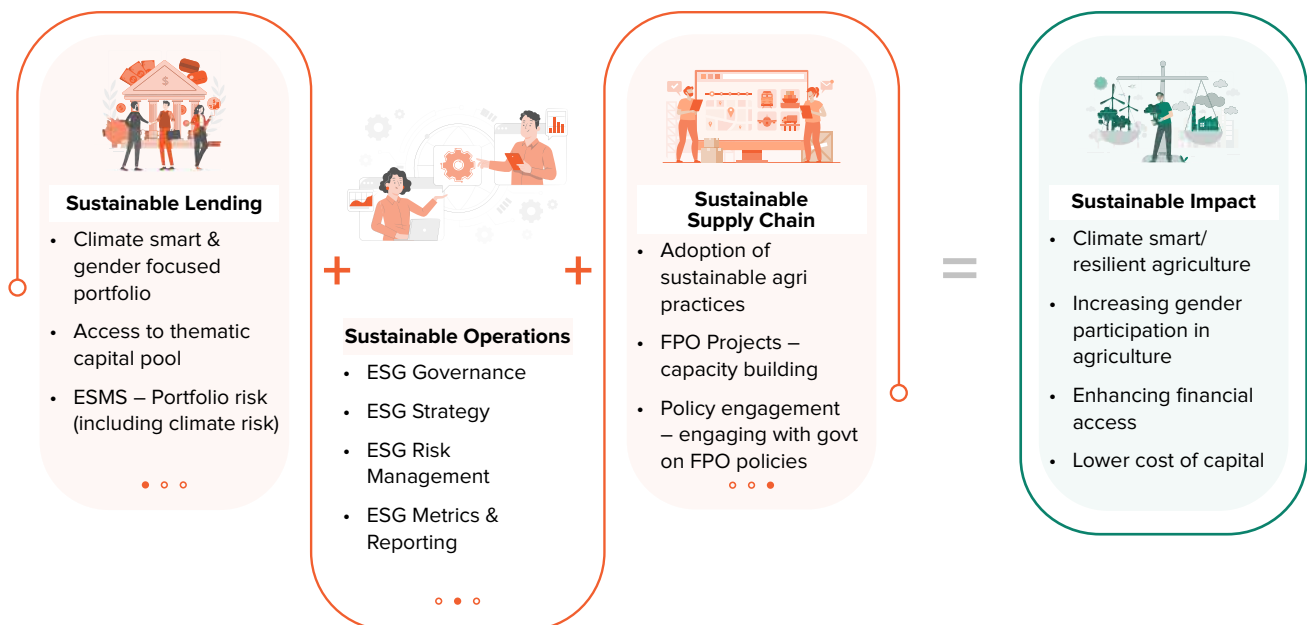 Sustainable Lending
• Climate smart &
gender focused
portfolio
• Access to thematic
capital pool
• ESMS – Portfolio risk
(including climate risk)
+
Sustainable Operations
• ESG Governance
• ESG Strategy
• ESG Risk
Management
• ESG Metrics &
Reporting
+
Sustainable
Supply Chain
• Adoption of
sustainable agri
practices
• FPO Projects –
capacity building
• Policy engagement
– engaging with govt
on FPO policies
=
Sustainable Impact
• Climate smart/
resilient agriculture
• Increasing gender
participation in
agriculture
• Enhancing financial
access
• Lower cost of capital